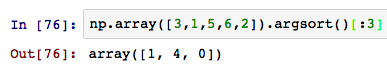 In [76]: np.array([3,1,5,6,2]).argsort()[:3]
Out[76]: array([1, 4, 0])